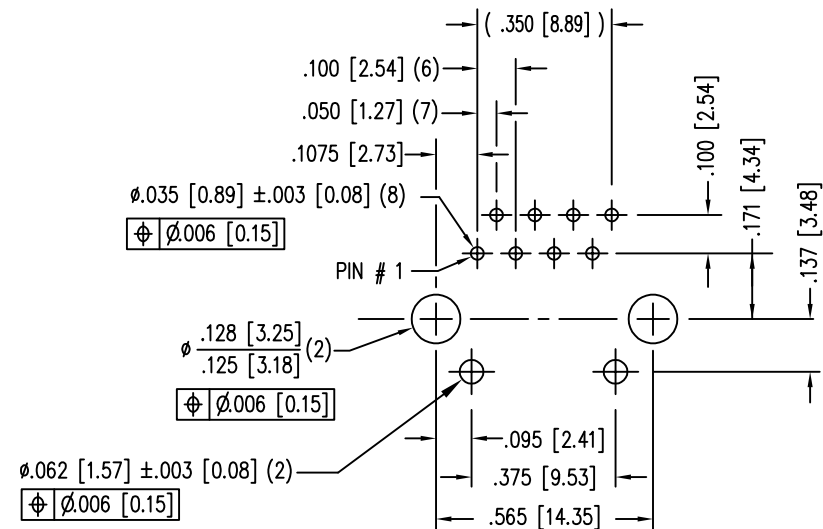 ( .350 [8.89] )
.100 [2.54] (6)
.050 [1.27] (7)
.1075 [2.73]
.100 [2.54]
.171 [4.34]
.137 [3.48]
ø.035 [0.89] ±.003 [0.08] (8)
⌖ Ø.006 [0.15]
PIN # 1
ø .128 [3.25]
.125 [3.18] (2)
⌖ Ø.006 [0.15]
ø.062 [1.57] ±.003 [0.08] (2)
⌖ Ø.006 [0.15]
.095 [2.41]
.375 [9.53]
.565 [14.35]